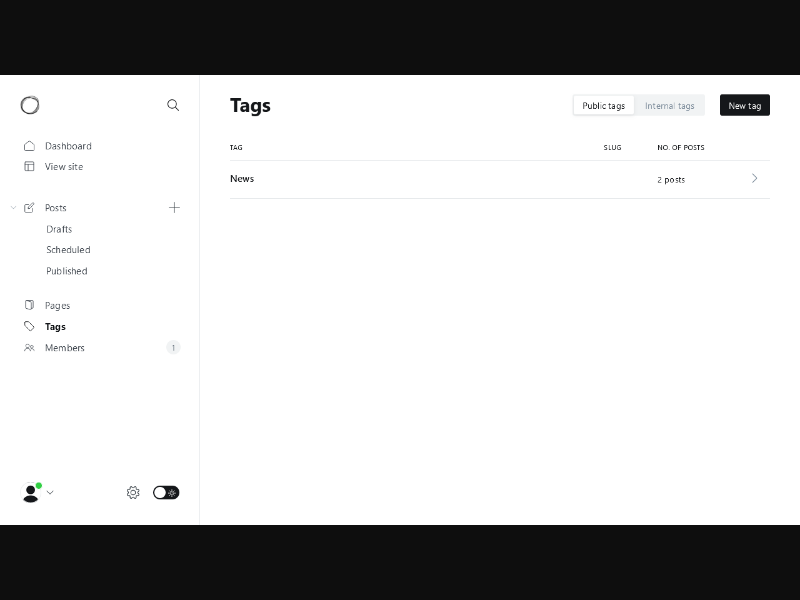 Tags
Public tags
Internal tags
New tag
Dashboard
View site
TAG
SLUG
NO. OF POSTS
News
2 posts
Posts
Drafts
Scheduled
Published
Pages
Tags
Members
1